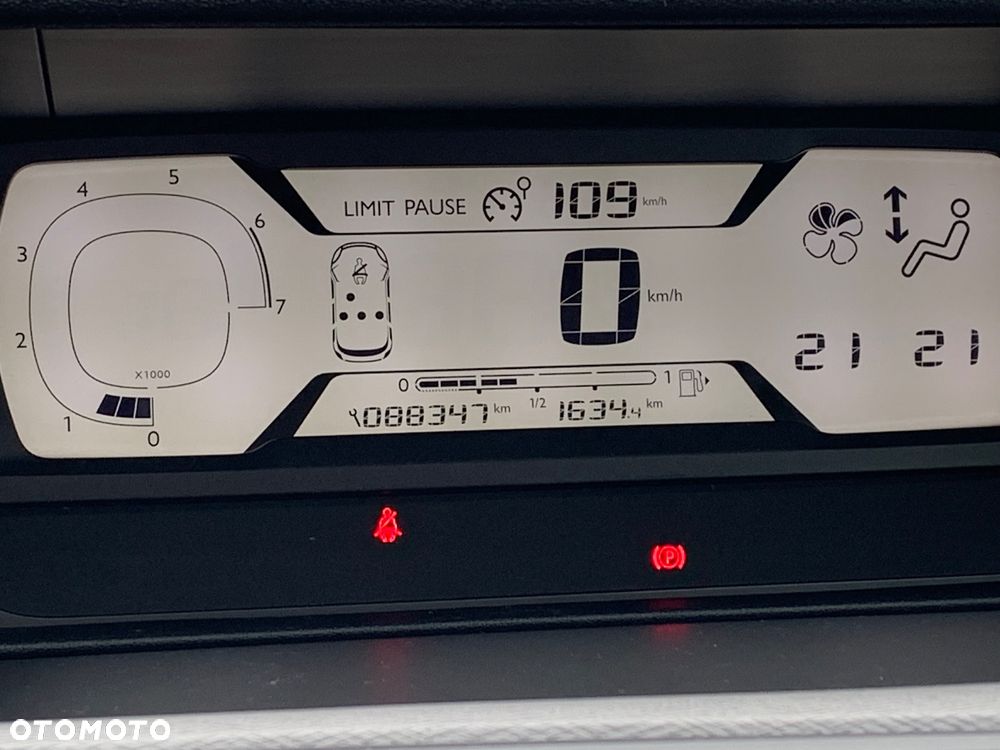 4 5
3 6
2 7
1 0
X1000
LIMIT PAUSE 109 km/h
0 km/h
0 1/2 1
088347 km 1634.4 km
21 21
P
OTOMOTO